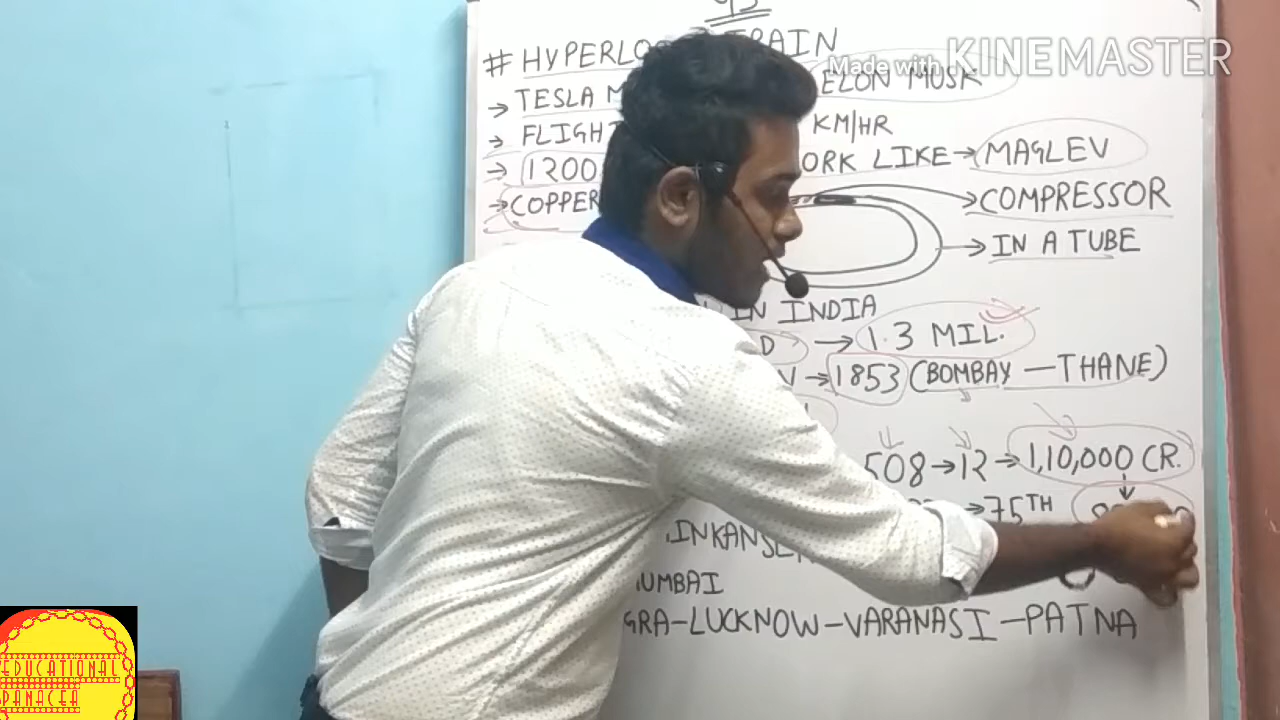 # HYPERLO TRAIN
Made with KINEMASTER
→ TESLA M ELON MUSK
→ FLIGHT KM/HR
→ 1200 ORK LIKE → MAGLEV
→ COPPER → COMPRESSOR
→ IN A TUBE
IN INDIA
D → 1.3 MIL.
V → 1853 (BOMBAY — THANE)
508 → 12 → 1,10,000 CR.
→ 75TH
INKANSEN
UMBAI
GRA - LUCKNOW - VARANASI - PATNA
EDUCATIONAL
PANACEA